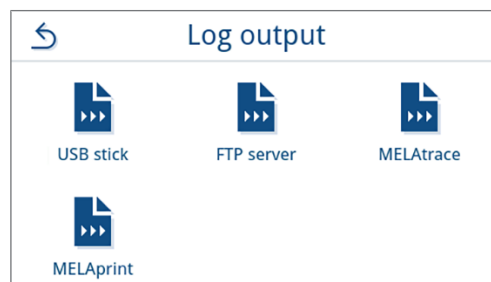 Log output
USB stick
FTP server
MELAtrace
MELAprint